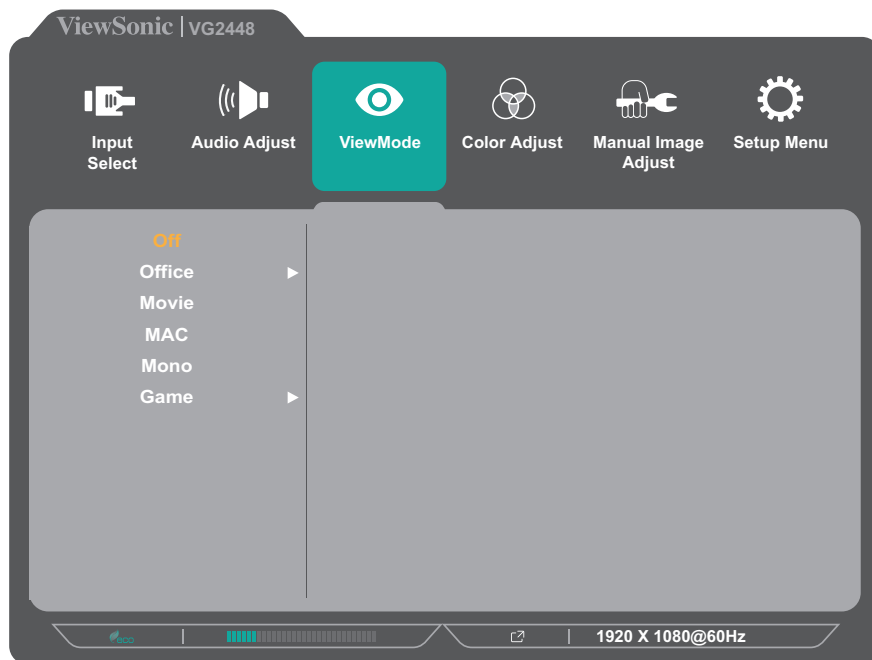 ViewSonic | VG2448
Input
Select
Audio Adjust
ViewMode
Color Adjust
Manual Image
Adjust
Setup Menu
Off
Office
Movie
MAC
Mono
Game
eco
1920 X 1080@60Hz